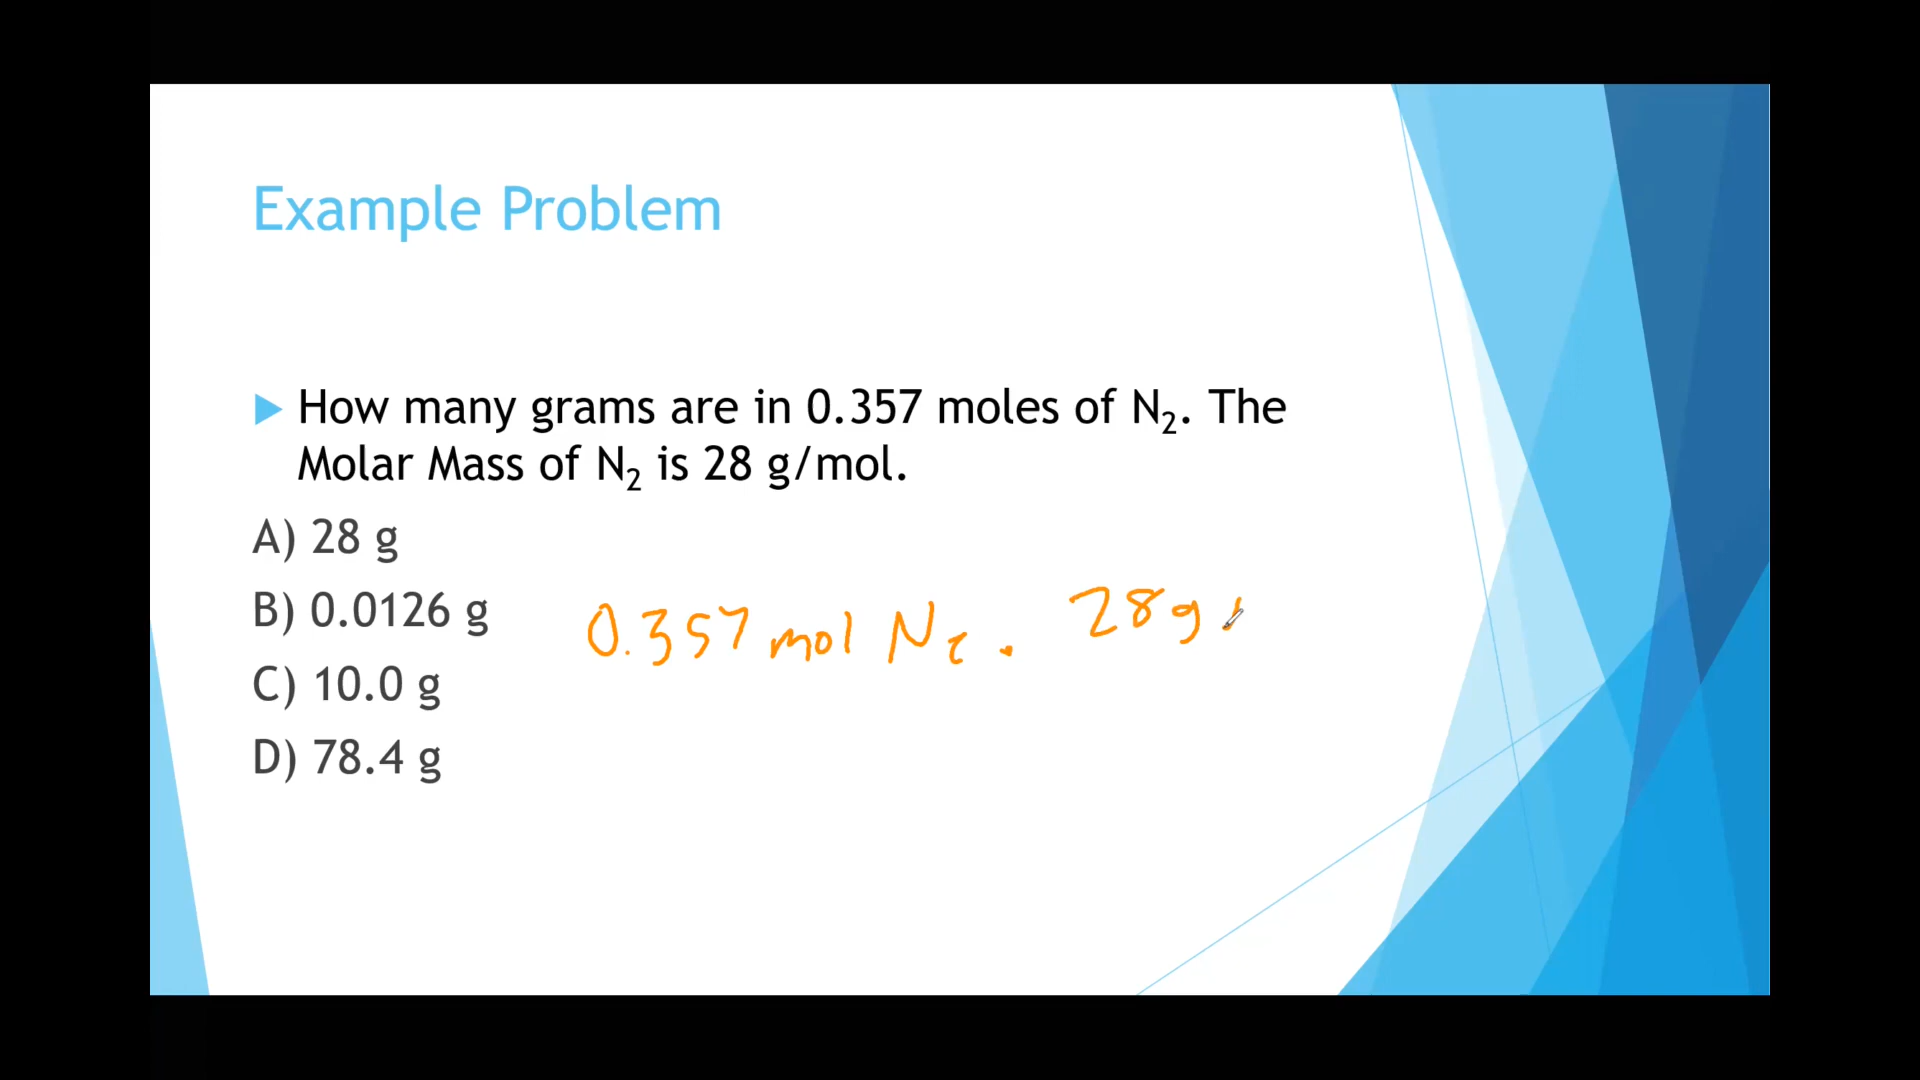 Example Problem
How many grams are in 0.357 moles of N₂. The
Molar Mass of N₂ is 28 g/mol.
A) 28 g
B) 0.0126 g
C) 10.0 g
D) 78.4 g
0.357 mol N₂ . 28g